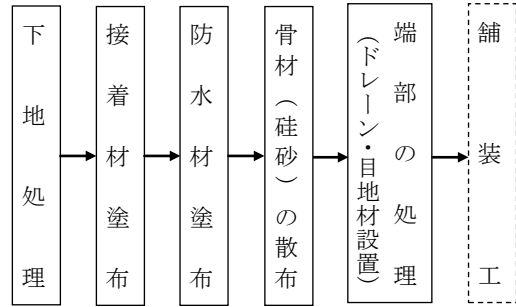 下地処理
接着材塗布
防水材塗布
骨材(硅砂)の散布
端部の処理
(ドレーン・目地材設置)
舗装工